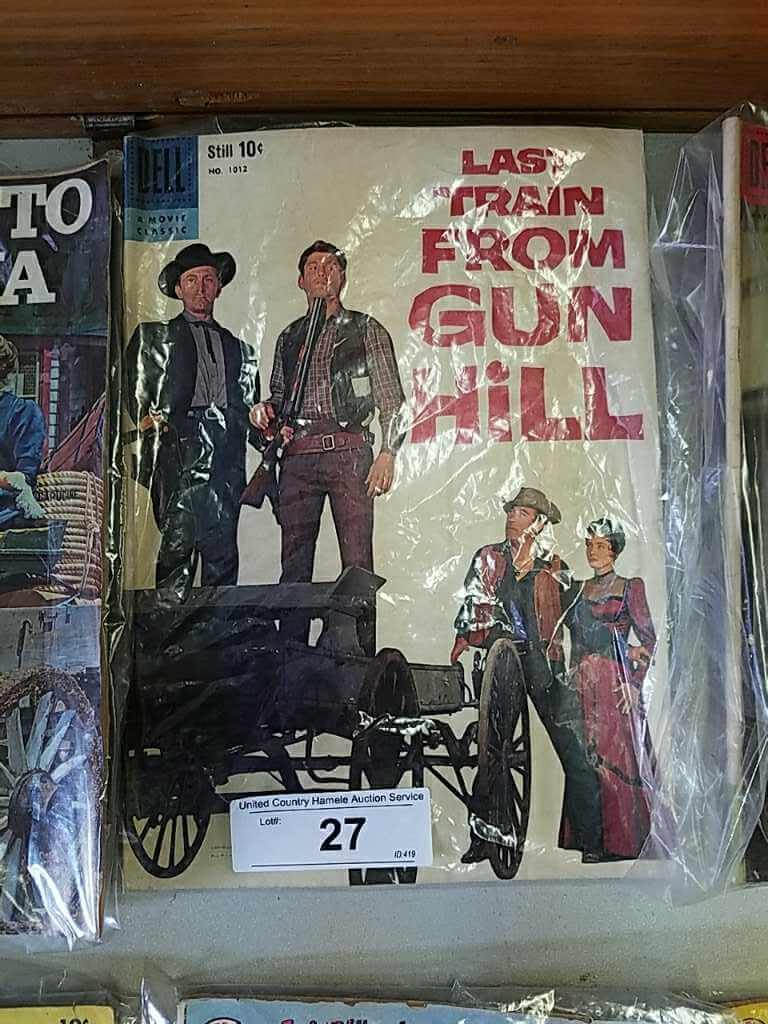 TO
A
DELL
A MOVIE
CLASSIC
Still 10¢
NO. 1012
LAST
TRAIN
FROM
GUN
HiLL
United Country Hamele Auction Service
Lot#:
27
ID:419
10¢